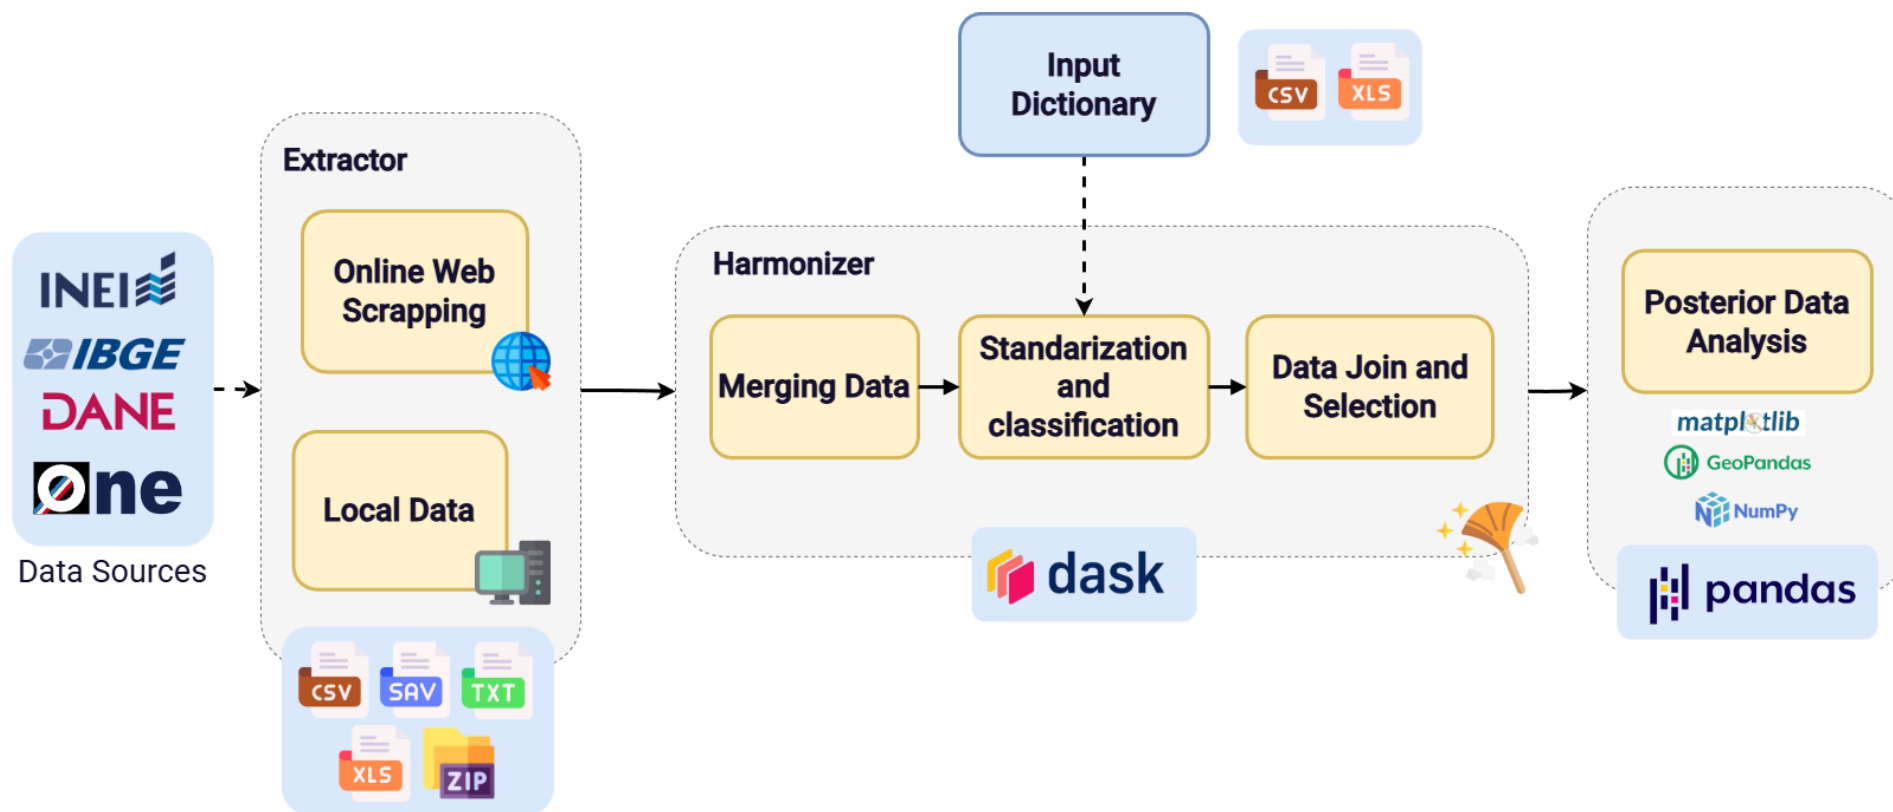 INEI
IBGE
DANE
One
Data Sources
Extractor
Online Web
Scrapping
Local Data
CSV
SAV
TXT
XLS
ZIP
Input
Dictionary
CSV
XLS
Harmonizer
Merging Data
Standarization
and
classification
Data Join and
Selection
dask
Posterior Data
Analysis
matplotlib
GeoPandas
NumPy
pandas